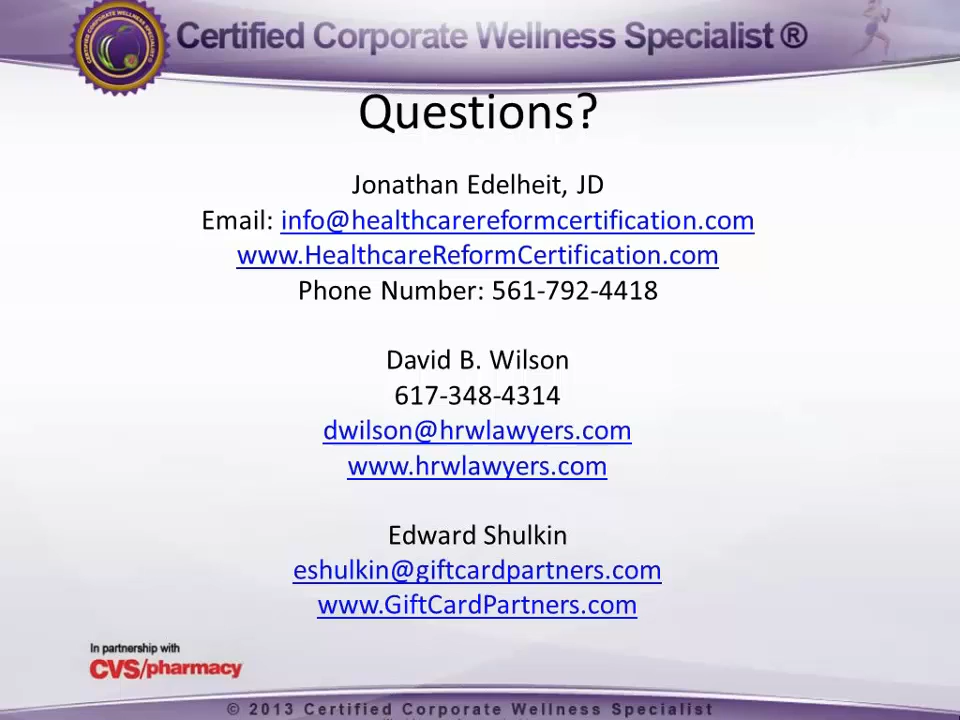 Certified Corporate Wellness Specialist ®
Questions?
Jonathan Edelheit, JD
Email: info@healthcarereformcertification.com
www.HealthcareReformCertification.com
Phone Number: 561-792-4418
David B. Wilson
617-348-4314
dwilson@hrwlawyers.com
www.hrwlawyers.com
Edward Shulkin
eshulkin@giftcardpartners.com
www.GiftCardPartners.com
In partnership with
CVS/pharmacy
© 2013 Certified Corporate Wellness Specialist